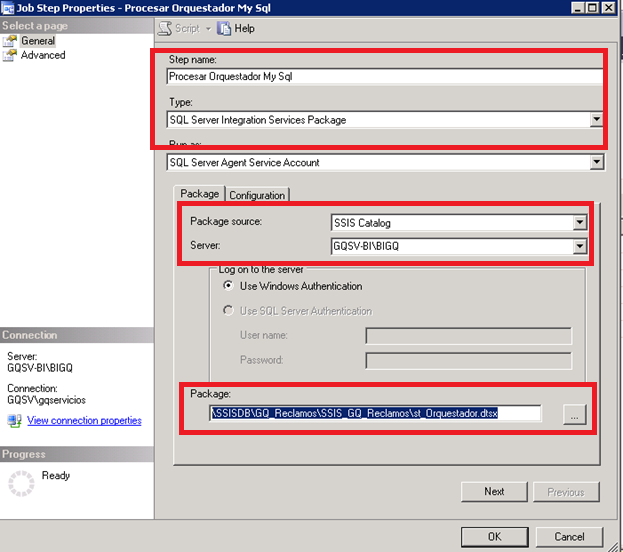 Job Step Properties - Procesar Orquestador My Sql
Select a page
General
Advanced
Script
Help
Step name:
Procesar Orquestador My Sql
Type:
SQL Server Integration Services Package
Run as:
SQL Server Agent Service Account
Package
Configuration
Package source:
SSIS Catalog
Server:
GQSV-BI\BIGQ
Log on to the server
Use Windows Authentication
Use SQL Server Authentication
User name:
Password:
Package:
\SSISDB\GQ_Reclamos\SSIS_GQ_Reclamos\st_Orquestador.dtsx
...
Connection
Server:
GQSV-BI\BIGQ
Connection:
GQSV\gqservicios
View connection properties
Progress
Ready
Next
Previous
OK
Cancel